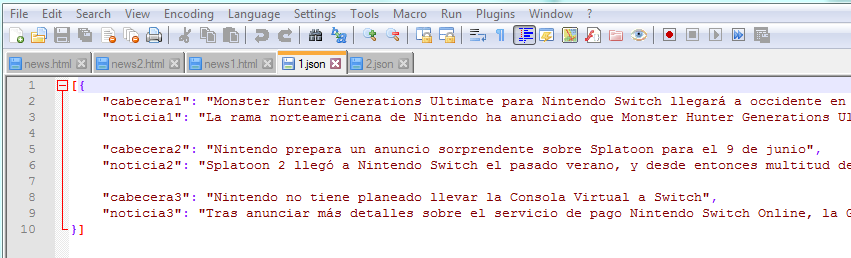 File Edit Search View Encoding Language Settings Tools Macro Run Plugins Window ?
news.html news2.html news1.html 1.json 2.json
1 [{
2 "cabecera1": "Monster Hunter Generations Ultimate para Nintendo Switch llegará a occidente en
3 "noticia1": "La rama norteamericana de Nintendo ha anunciado que Monster Hunter Generations Ul
4
5 "cabecera2": "Nintendo prepara un anuncio sorprendente sobre Splatoon para el 9 de junio",
6 "noticia2": "Splatoon 2 llegó a Nintendo Switch el pasado verano, y desde entonces multitud de
7
8 "cabecera3": "Nintendo no tiene planeado llevar la Consola Virtual a Switch",
9 "noticia3": "Tras anunciar más detalles sobre el servicio de pago Nintendo Switch Online, la G
10 }]